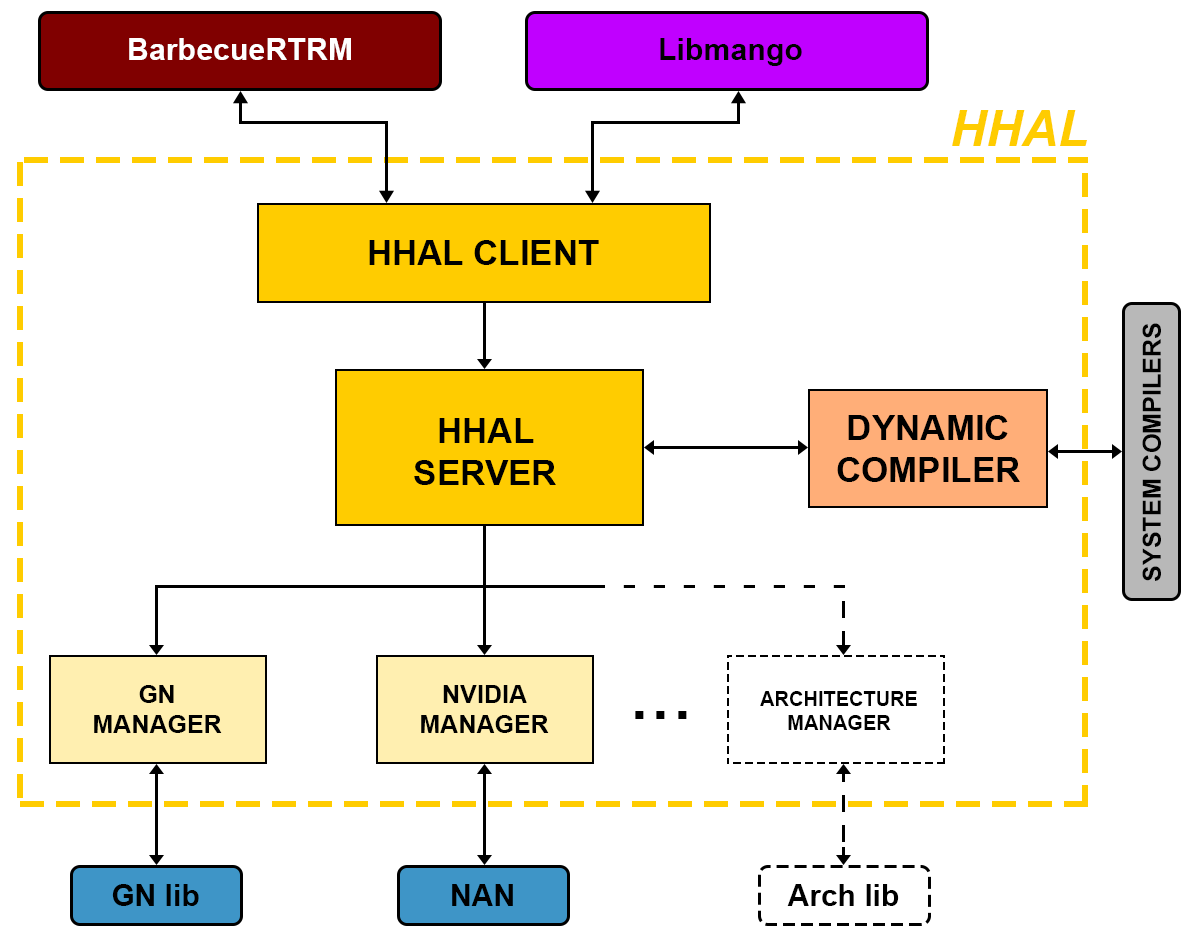 BarbecueRTRM
Libmango
HHAL
HHAL CLIENT
HHAL
SERVER
DYNAMIC
COMPILER
SYSTEM COMPILERS
GN
MANAGER
NVIDIA
MANAGER
...
ARCHITECTURE
MANAGER
GN lib
NAN
Arch lib